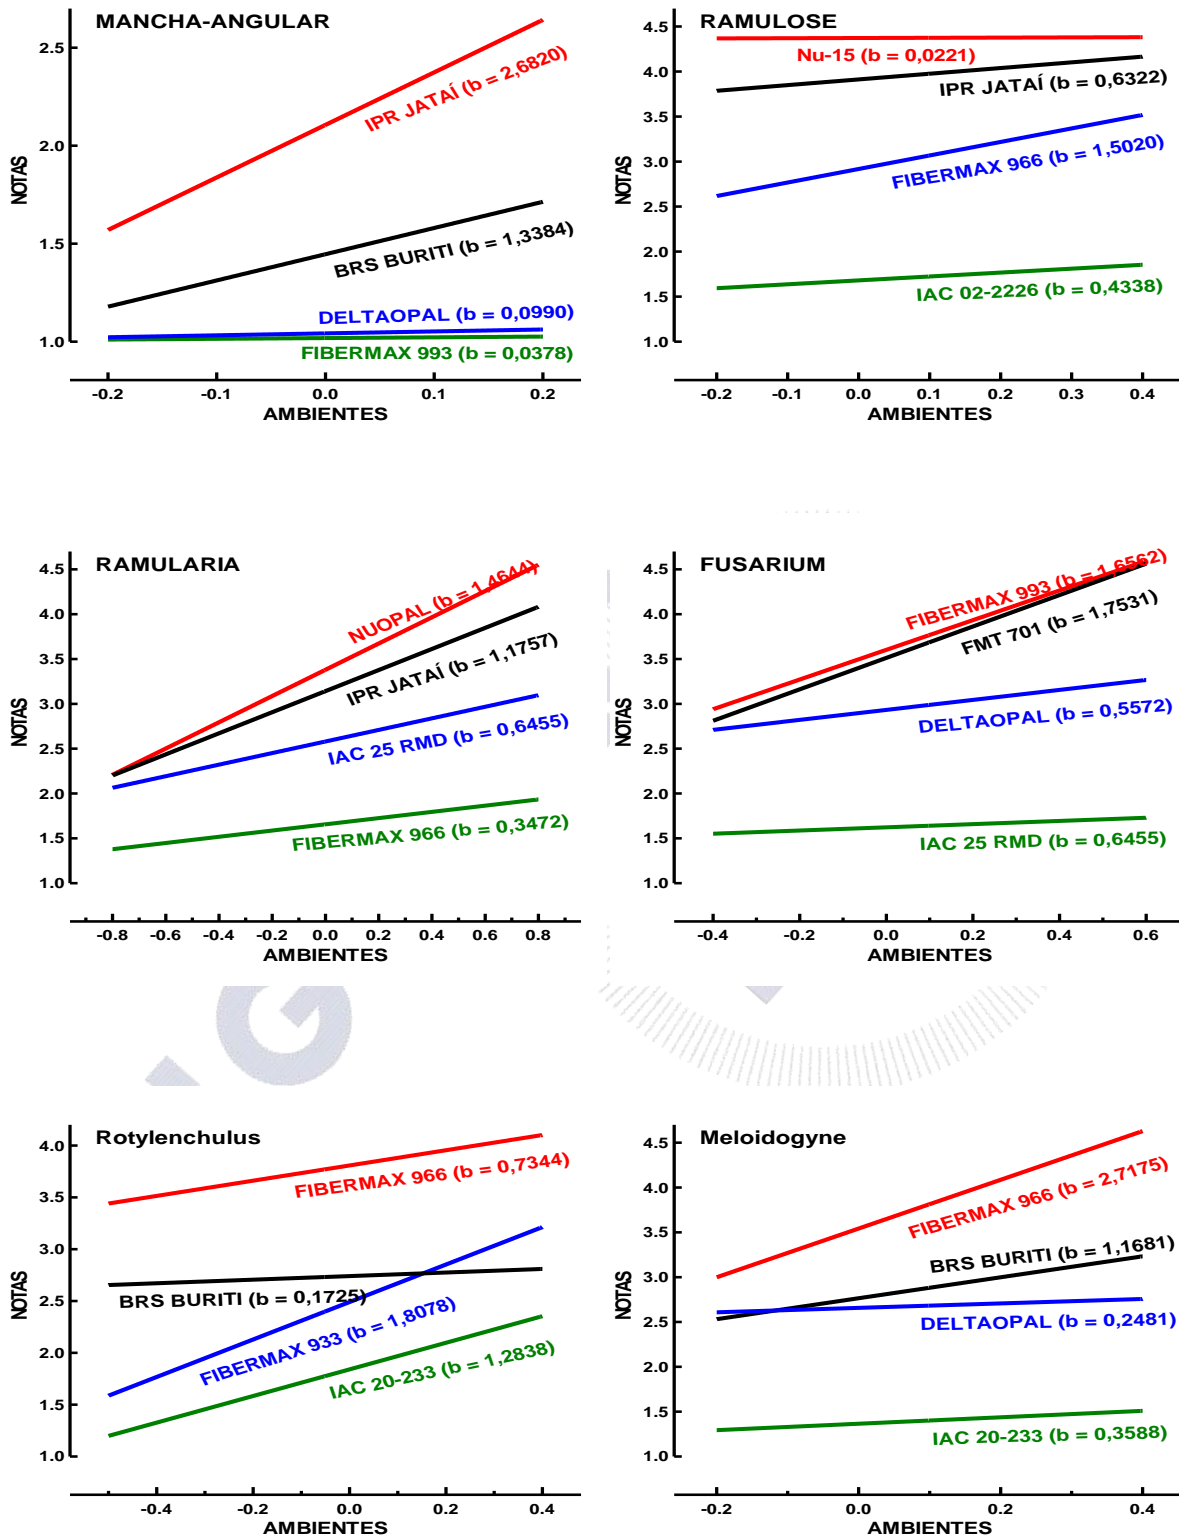 MANCHA-ANGULAR
NOTAS
2.5
2.0
1.5
1.0
IPR JATAÍ (b = 2,6820)
BRS BURITI (b = 1,3384)
DELTAOPAL (b = 0,0990)
FIBERMAX 993 (b = 0,0378)
-0.2 -0.1 0.0 0.1 0.2
AMBIENTES
RAMULOSE
NOTAS
4.5
4.0
3.5
3.0
2.5
2.0
1.5
1.0
Nu-15 (b = 0,0221)
IPR JATAÍ (b = 0,6322)
FIBERMAX 966 (b = 1,5020)
IAC 02-2226 (b = 0,4338)
-0.2 -0.1 0.0 0.1 0.2 0.3 0.4
AMBIENTES
RAMULARIA
NOTAS
4.5
4.0
3.5
3.0
2.5
2.0
1.5
1.0
NUOPAL (b = 1,4644)
IPR JATAÍ (b = 1,1757)
IAC 25 RMD (b = 0,6455)
FIBERMAX 966 (b = 0,3472)
-0.8 -0.6 -0.4 -0.2 0.0 0.2 0.4 0.6 0.8
AMBIENTES
FUSARIUM
NOTAS
4.5
4.0
3.5
3.0
2.5
2.0
1.5
1.0
FIBERMAX 993 (b = 1,6562)
FMT 701 (b = 1,7531)
DELTAOPAL (b = 0,5572)
IAC 25 RMD (b = 0,6455)
-0.4 -0.2 0.0 0.2 0.4 0.6
AMBIENTES
Rotylenchulus
NOTAS
4.0
3.5
3.0
2.5
2.0
1.5
1.0
FIBERMAX 966 (b = 0,7344)
BRS BURITI (b = 0,1725)
FIBERMAX 933 (b = 1,8078)
IAC 20-233 (b = 1,2838)
-0.4 -0.2 0.0 0.2 0.4
AMBIENTES
Meloidogyne
NOTAS
4.5
4.0
3.5
3.0
2.5
2.0
1.5
1.0
FIBERMAX 966 (b = 2,7175)
BRS BURITI (b = 1,1681)
DELTAOPAL (b = 0,2481)
IAC 20-233 (b = 0,3588)
-0.2 0.0 0.2 0.4
AMBIENTES